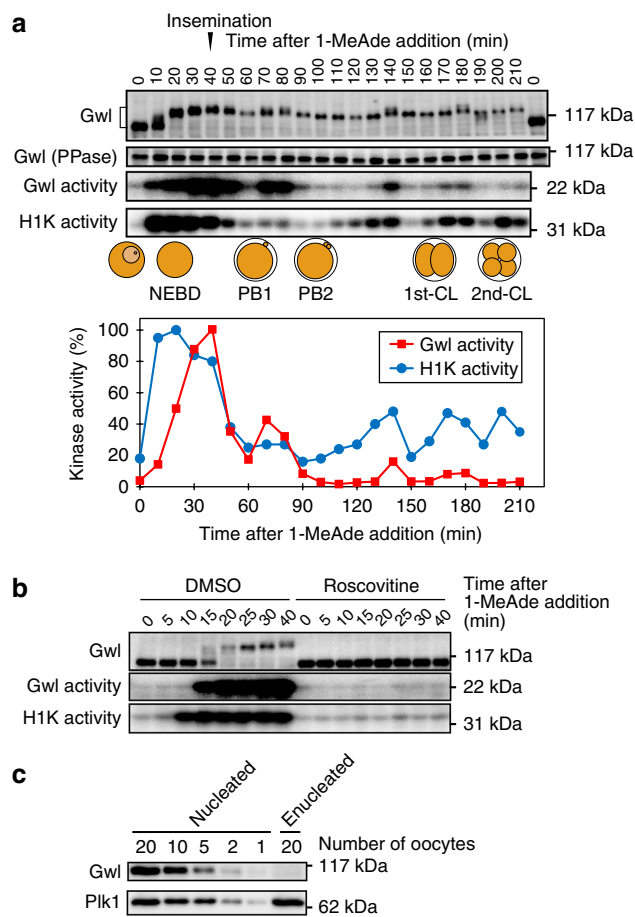 a
Insemination
Time after 1-MeAde addition (min)
0 10 20 30 40 50 60 70 80 90 100 110 120 130 140 150 160 170 180 190 200 210 0
Gwl
117 kDa
Gwl (PPase)
117 kDa
Gwl activity
22 kDa
H1K activity
31 kDa
NEBD PB1 PB2 1st-CL 2nd-CL
Kinase activity (%)
100
80
60
40
20
0
Gwl activity
H1K activity
0 30 60 90 120 150 180 210
Time after 1-MeAde addition (min)
b
DMSO Roscovitine
Time after
1-MeAde addition
(min)
0 5 10 15 20 25 30 40 0 5 10 15 20 25 30 40
Gwl
117 kDa
Gwl activity
22 kDa
H1K activity
31 kDa
c
Nucleated Enucleated
20 10 5 2 1 20 Number of oocytes
Gwl
117 kDa
Plk1
62 kDa